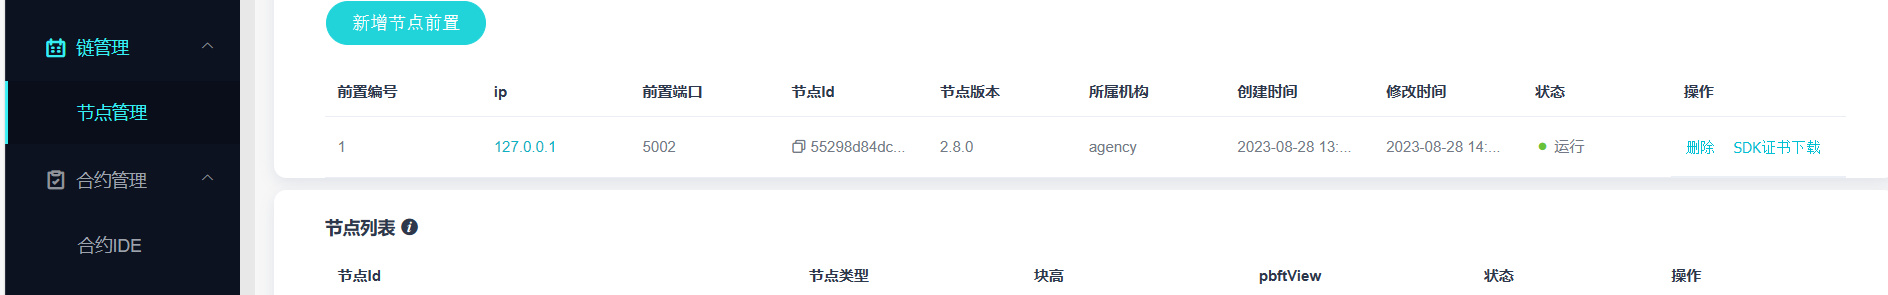 新增节点前置
链管理
节点管理
合约管理
合约IDE
前置编号 ip 前置端口 节点Id 节点版本 所属机构 创建时间 修改时间 状态 操作
1 127.0.0.1 5002 55298d84dc... 2.8.0 agency 2023-08-28 13:... 2023-08-28 14:... 运行 删除 SDK证书下载
节点列表
节点Id 节点类型 块高 pbftView 状态 操作